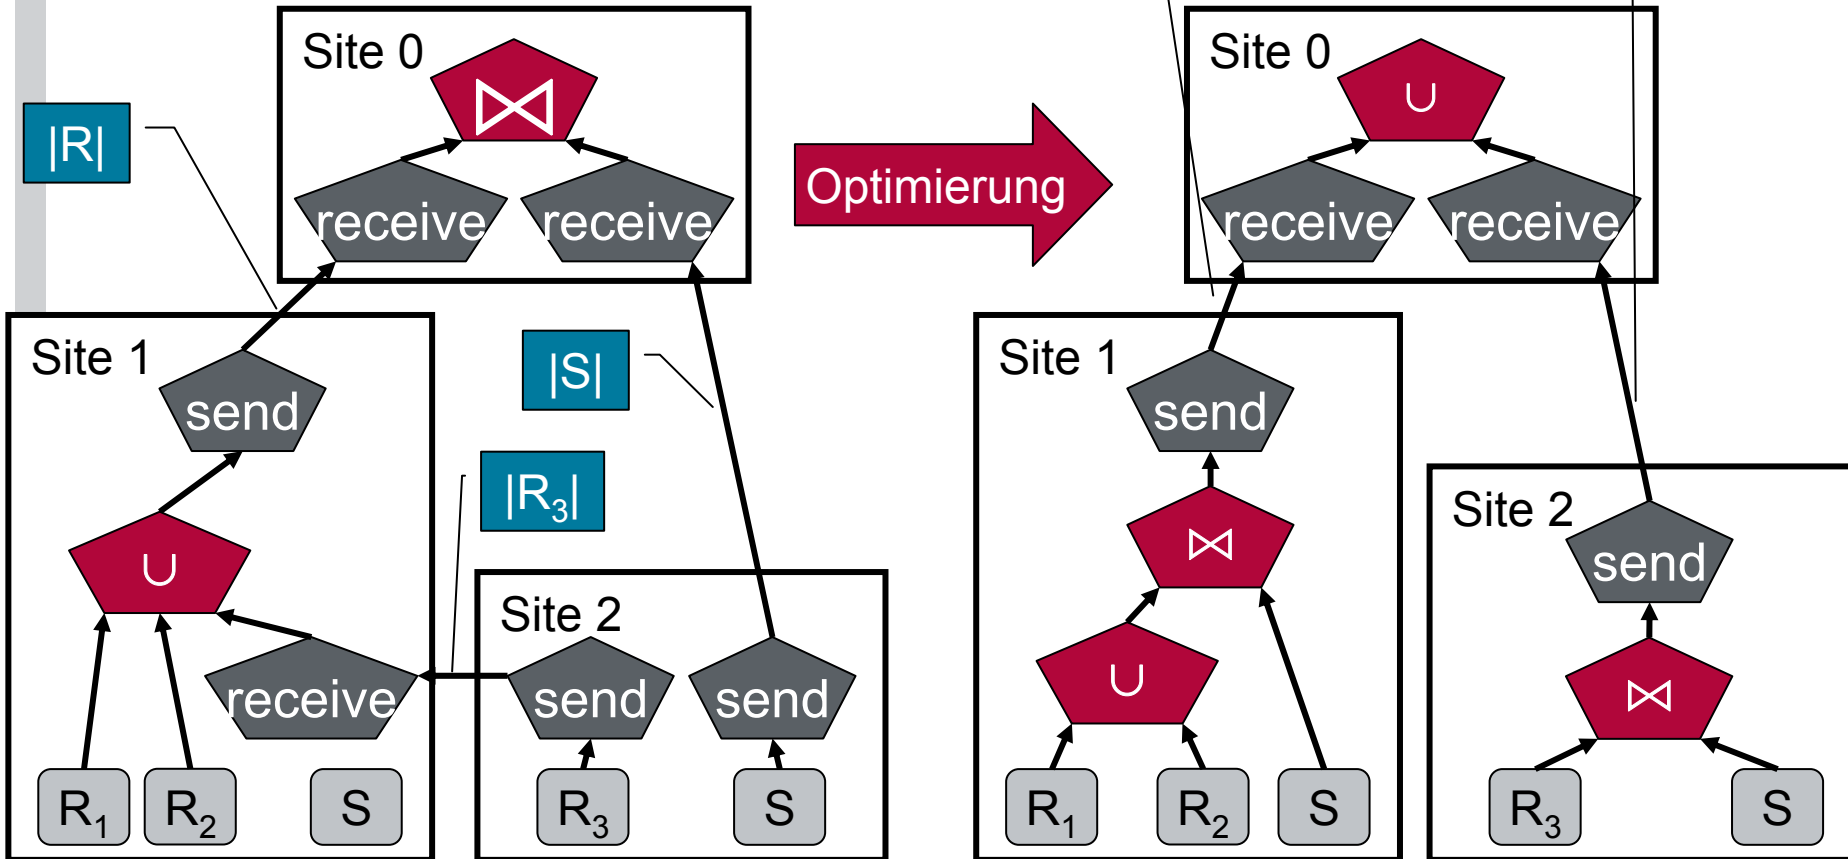 Site 0
⋈
|R|
receive
receive
Site 1
send
|S|
|R₃|
∪
Site 2
receive
send
send
R₁
R₂
S
R₃
S
Optimierung
Site 0
∪
receive
receive
Site 1
send
⋈
∪
R₁
R₂
S
Site 2
send
⋈
R₃
S